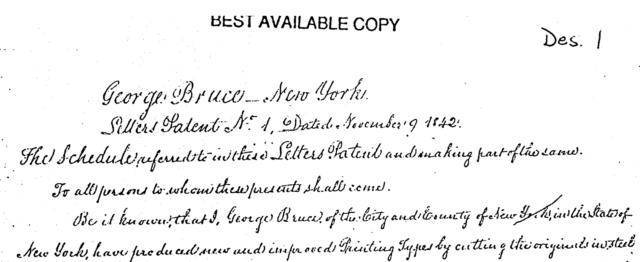 BEST AVAILABLE COPY
Des. 1
George Bruce – New York.
Letters Patent No. 1, Dated November 9 1842.
The Schedule referred to in these Letters Patent and making part of the same.
To all persons to whom these presents shall come.
Be it known, that I, George Bruce, of the City and County of New York, in the State of
New York, have produced new and improved Printing Types by cutting the originals in steel